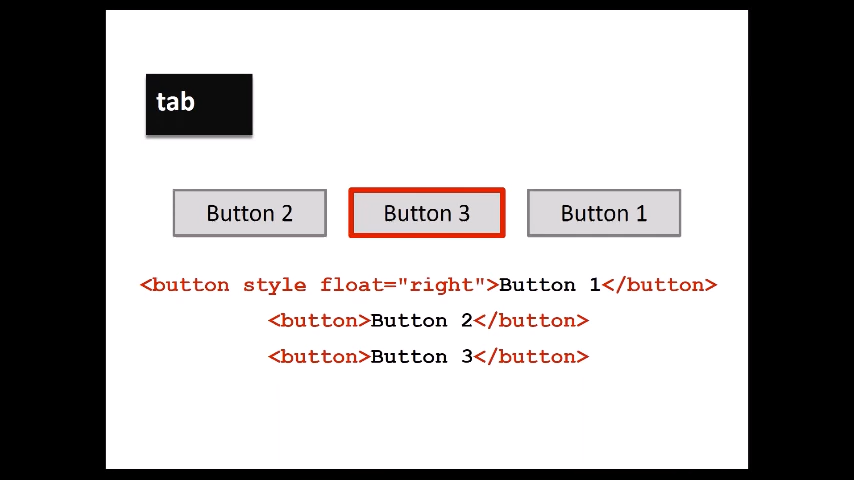 tab
Button 2 Button 3 Button 1
<button style float="right">Button 1</button>
<button>Button 2</button>
<button>Button 3</button>